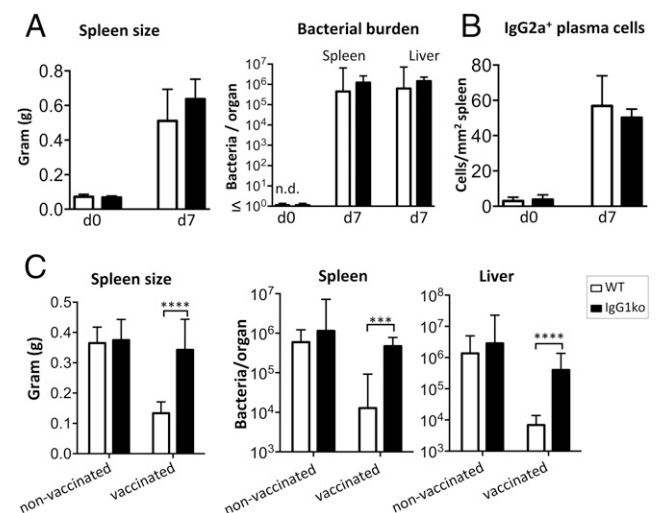 A
Spleen size
Gram (g)
0.8
0.6
0.4
0.2
0.0
d0
d7
Bacterial burden
Spleen
Liver
Bacteria / organ
10⁷
10⁶
10⁵
10⁴
10³
10²
10¹
≤ 10⁰
n.d.
d0
d7
d7
B
IgG2a⁺ plasma cells
Cells/mm² spleen
80
60
40
20
0
d0
d7
C
Spleen size
Gram (g)
0.5
0.4
0.3
0.2
0.1
0.0
****
non-vaccinated
vaccinated
Spleen
Bacteria/organ
10⁷
10⁶
10⁵
10⁴
10³
***
non-vaccinated
vaccinated
Liver
10⁸
10⁷
10⁶
10⁵
10⁴
10³
****
non-vaccinated
vaccinated
WT
IgG1ko